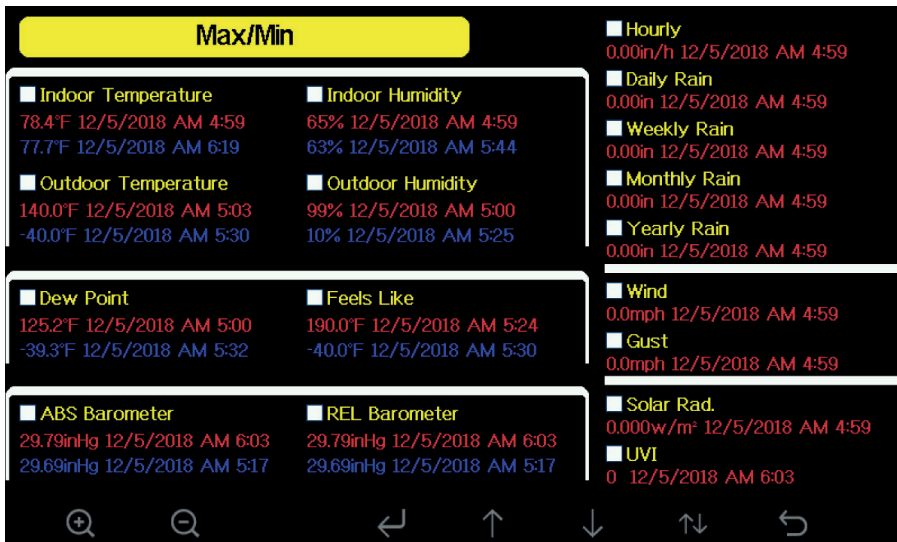 Max/Min
Indoor Temperature
78.4°F 12/5/2018 AM 4:59
77.7°F 12/5/2018 AM 6:19
Indoor Humidity
65% 12/5/2018 AM 4:59
63% 12/5/2018 AM 5:44
Outdoor Temperature
140.0°F 12/5/2018 AM 5:03
-40.0°F 12/5/2018 AM 5:30
Outdoor Humidity
99% 12/5/2018 AM 5:00
10% 12/5/2018 AM 5:25
Dew Point
125.2°F 12/5/2018 AM 5:00
-39.3°F 12/5/2018 AM 5:32
Feels Like
190.0°F 12/5/2018 AM 5:24
-40.0°F 12/5/2018 AM 5:30
ABS Barometer
29.79inHg 12/5/2018 AM 6:03
29.69inHg 12/5/2018 AM 5:17
REL Barometer
29.79inHg 12/5/2018 AM 6:03
29.69inHg 12/5/2018 AM 5:17
Hourly
0.00in/h 12/5/2018 AM 4:59
Daily Rain
0.00in 12/5/2018 AM 4:59
Weekly Rain
0.00in 12/5/2018 AM 4:59
Monthly Rain
0.00in 12/5/2018 AM 4:59
Yearly Rain
0.00in 12/5/2018 AM 4:59
Wind
0.0mph 12/5/2018 AM 4:59
Gust
0.0mph 12/5/2018 AM 4:59
Solar Rad.
0.000w/m² 12/5/2018 AM 4:59
UVI
0 12/5/2018 AM 6:03